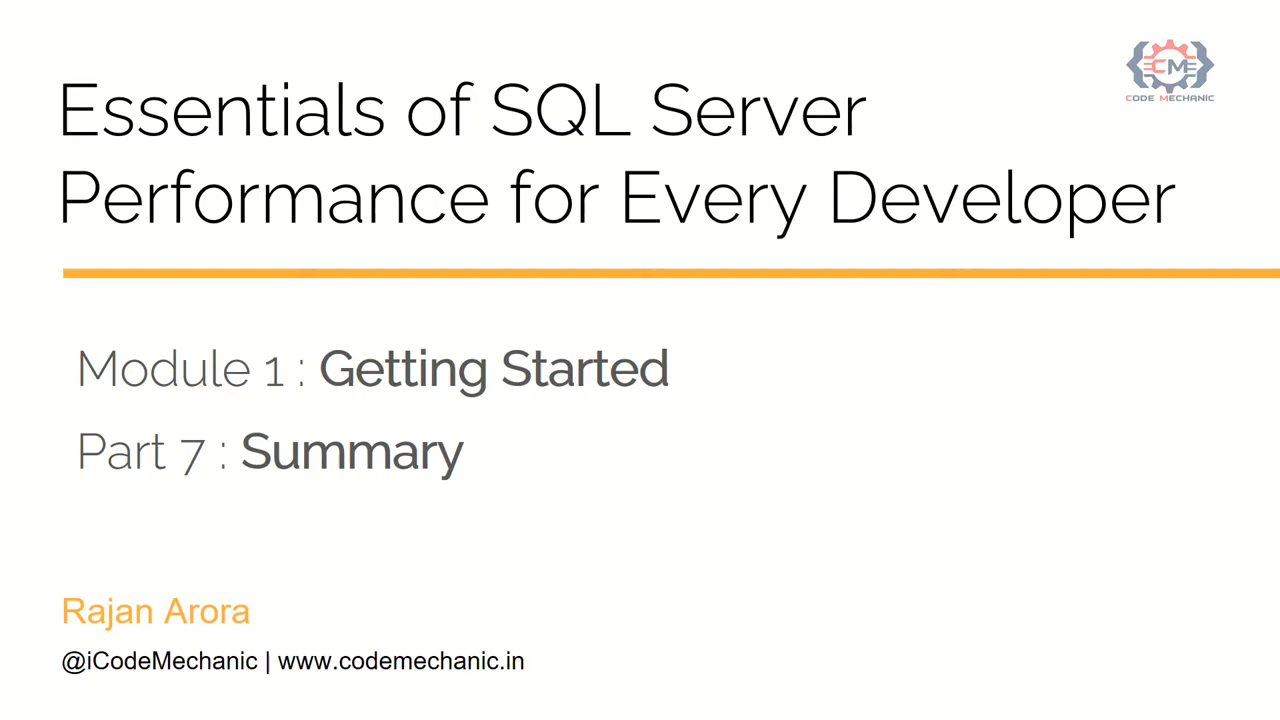 Essentials of SQL Server
Performance for Every Developer
CME
CODE MECHANIC
Module 1 : Getting Started
Part 7 : Summary
Rajan Arora
@iCodeMechanic | www.codemechanic.in